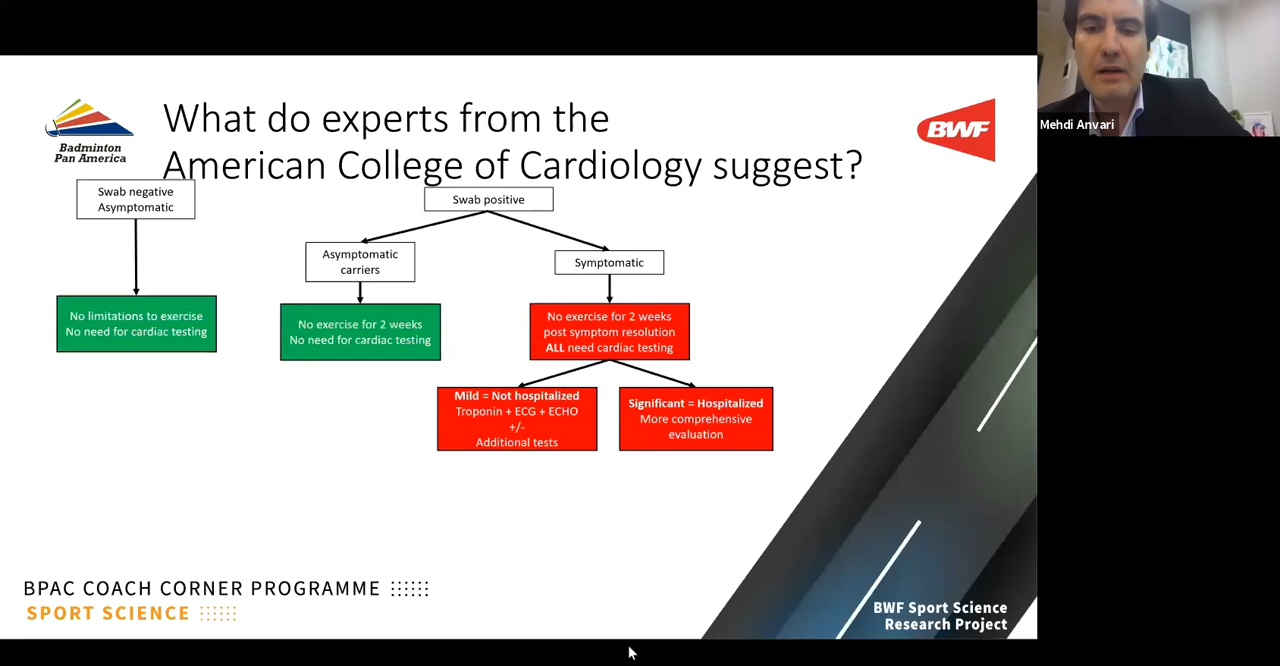 What do experts from the
American College of Cardiology suggest?
Badminton
Pan America
BWF
Mehdi Anvari
Swab negative
Asymptomatic
No limitations to exercise
No need for cardiac testing
Swab positive
Asymptomatic
carriers
No exercise for 2 weeks
No need for cardiac testing
Symptomatic
No exercise for 2 weeks
post symptom resolution
ALL need cardiac testing
Mild = Not hospitalized
Troponin + ECG + ECHO
+/-
Additional tests
Significant = Hospitalized
More comprehensive
evaluation
BPAC COACH CORNER PROGRAMME
SPORT SCIENCE
BWF Sport Science
Research Project